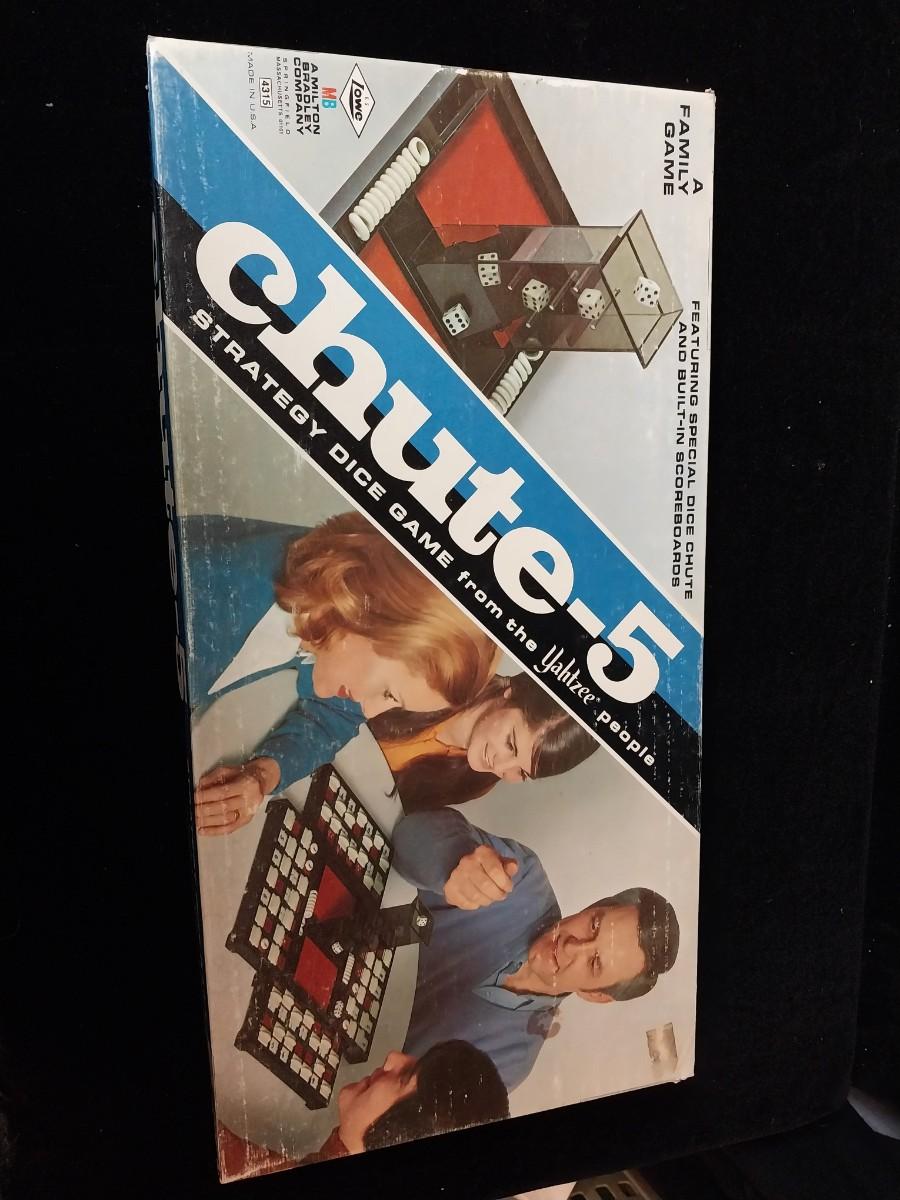 A
FAMILY
GAME
FEATURING SPECIAL DICE CHUTE
AND BUILT-IN SCOREBOARDS
Lowe
MB
A MILTON
BRADLEY
COMPANY
SPRINGFIELD
MASSACHUSETTS 01101
4315
MADE IN U.S.A.
chute-5
STRATEGY DICE GAME from the Yahtzee® people